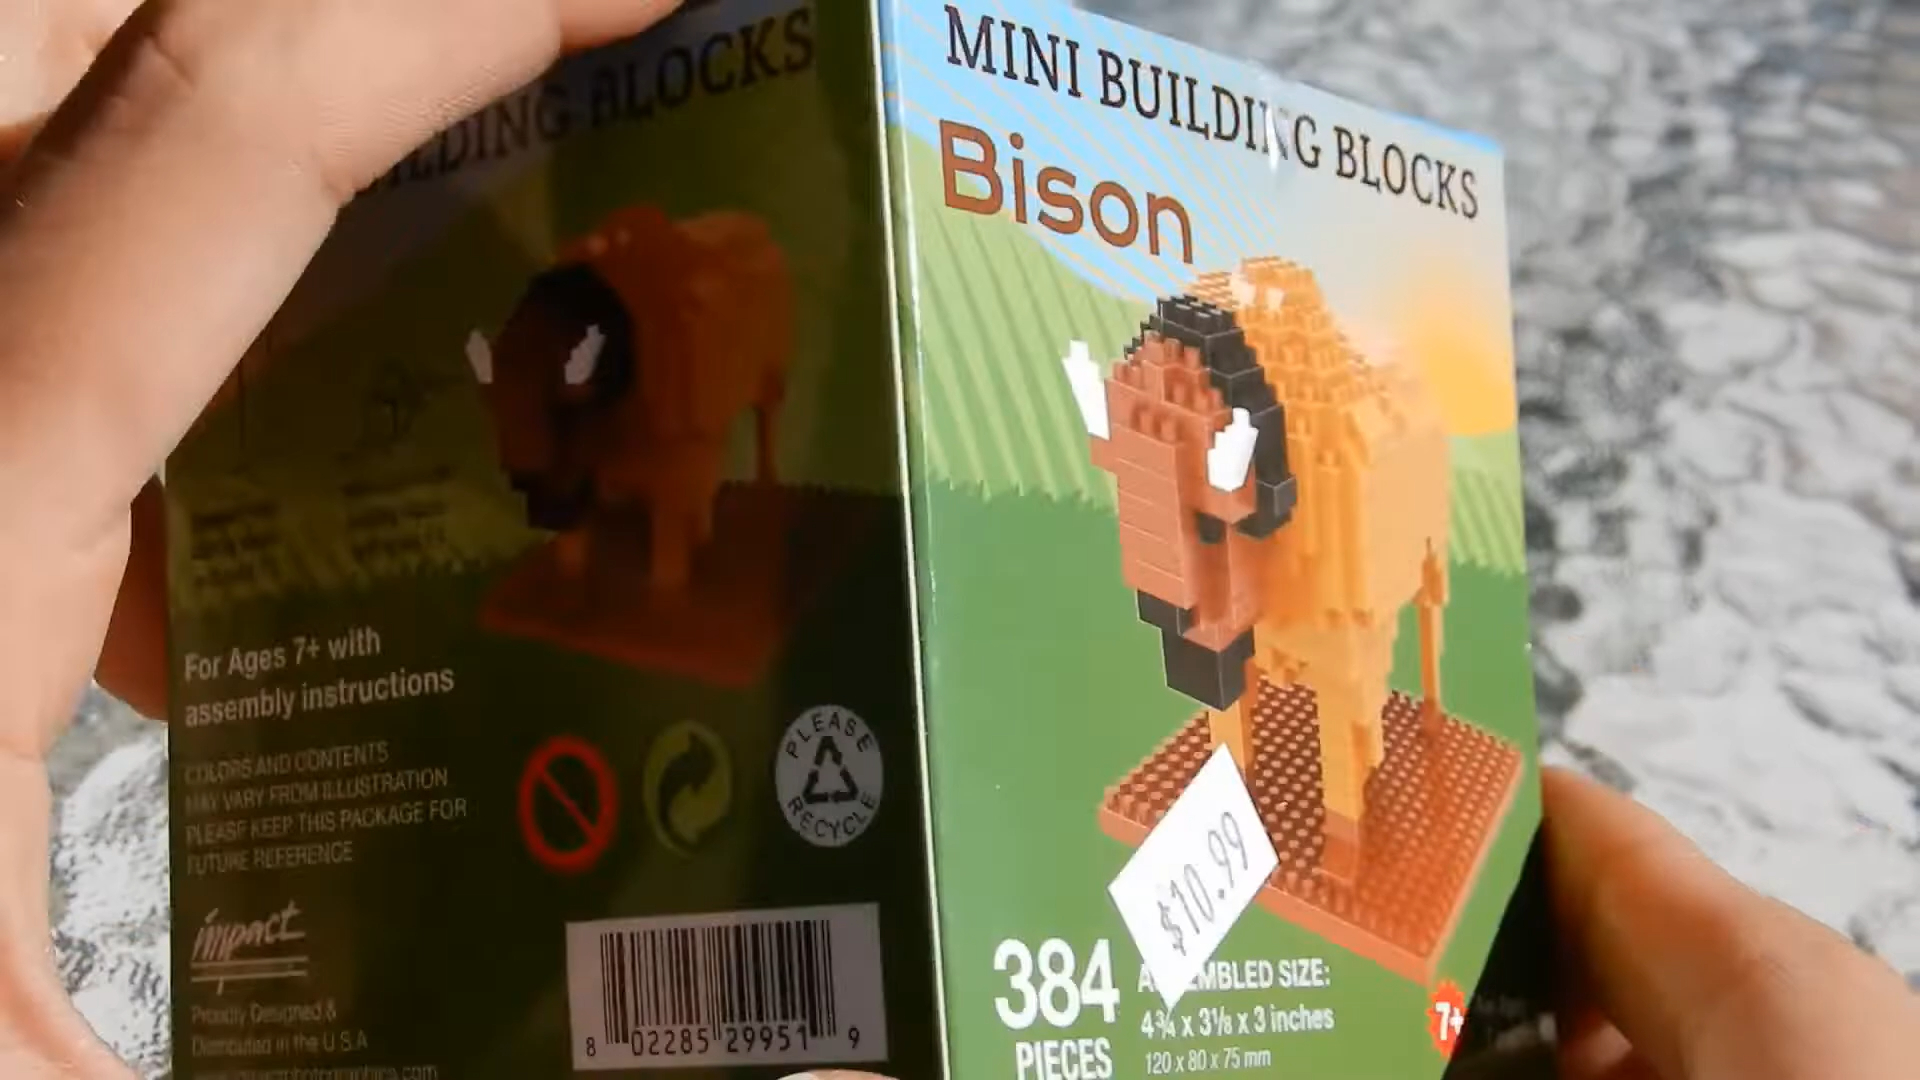 BUILDING BLOCKS
For Ages 7+ with
assembly instructions
COLORS AND CONTENTS
MAY VARY FROM ILLUSTRATION
PLEASE KEEP THIS PACKAGE FOR
FUTURE REFERENCE
PLEASE
RECYCLE
impact
Proudly Designed &
Distributed in the U.S.A
8 02285 29951 9
MINI BUILDING BLOCKS
Bison
$10.99
384
PIECES
ASSEMBLED SIZE:
4¾ x 3⅛ x 3 inches
120 x 80 x 75 mm
7+